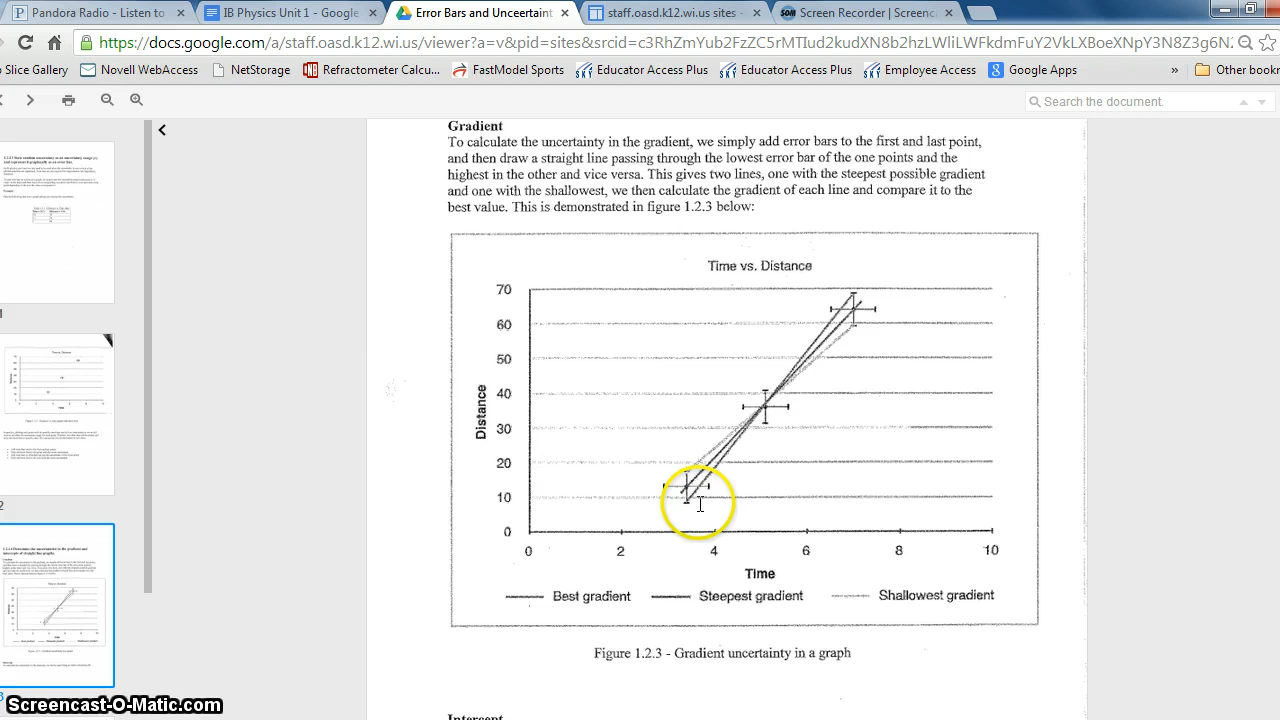 Pandora Radio - Listen to
IB Physics Unit 1 - Google
Error Bars and Uncertaint
staff.oasd.k12.wi.us sites -
Screen Recorder | Screenc
https://docs.google.com/a/staff.oasd.k12.wi.us/viewer?a=v&pid=sites&srcid=c3RhZmYub2FzZC5rMTIud2kudXN8b2hzLWliLWFkdmFuY2VkLXBoeXNpY3N8Z3g6N
Slice Gallery
Novell WebAccess
NetStorage
Refractometer Calcu...
FastModel Sports
Educator Access Plus
Educator Access Plus
Employee Access
Google Apps
»
Other book
Search the document.
Gradient
To calculate the uncertainty in the gradient, we simply add error bars to the first and last point,
and then draw a straight line passing through the lowest error bar of the one points and the
highest in the other and vice versa. This gives two lines, one with the steepest possible gradient
and one with the shallowest, we then calculate the gradient of each line and compare it to the
best value. This is demonstrated in figure 1.2.3 below:
Time vs. Distance
70
60
50
40
30
20
10
0
Distance
0 2 4 6 8 10
Time
Best gradient
Steepest gradient
Shallowest gradient
Figure 1.2.3 - Gradient uncertainty in a graph
Intercept
1
2
3
Screencast-O-Matic.com